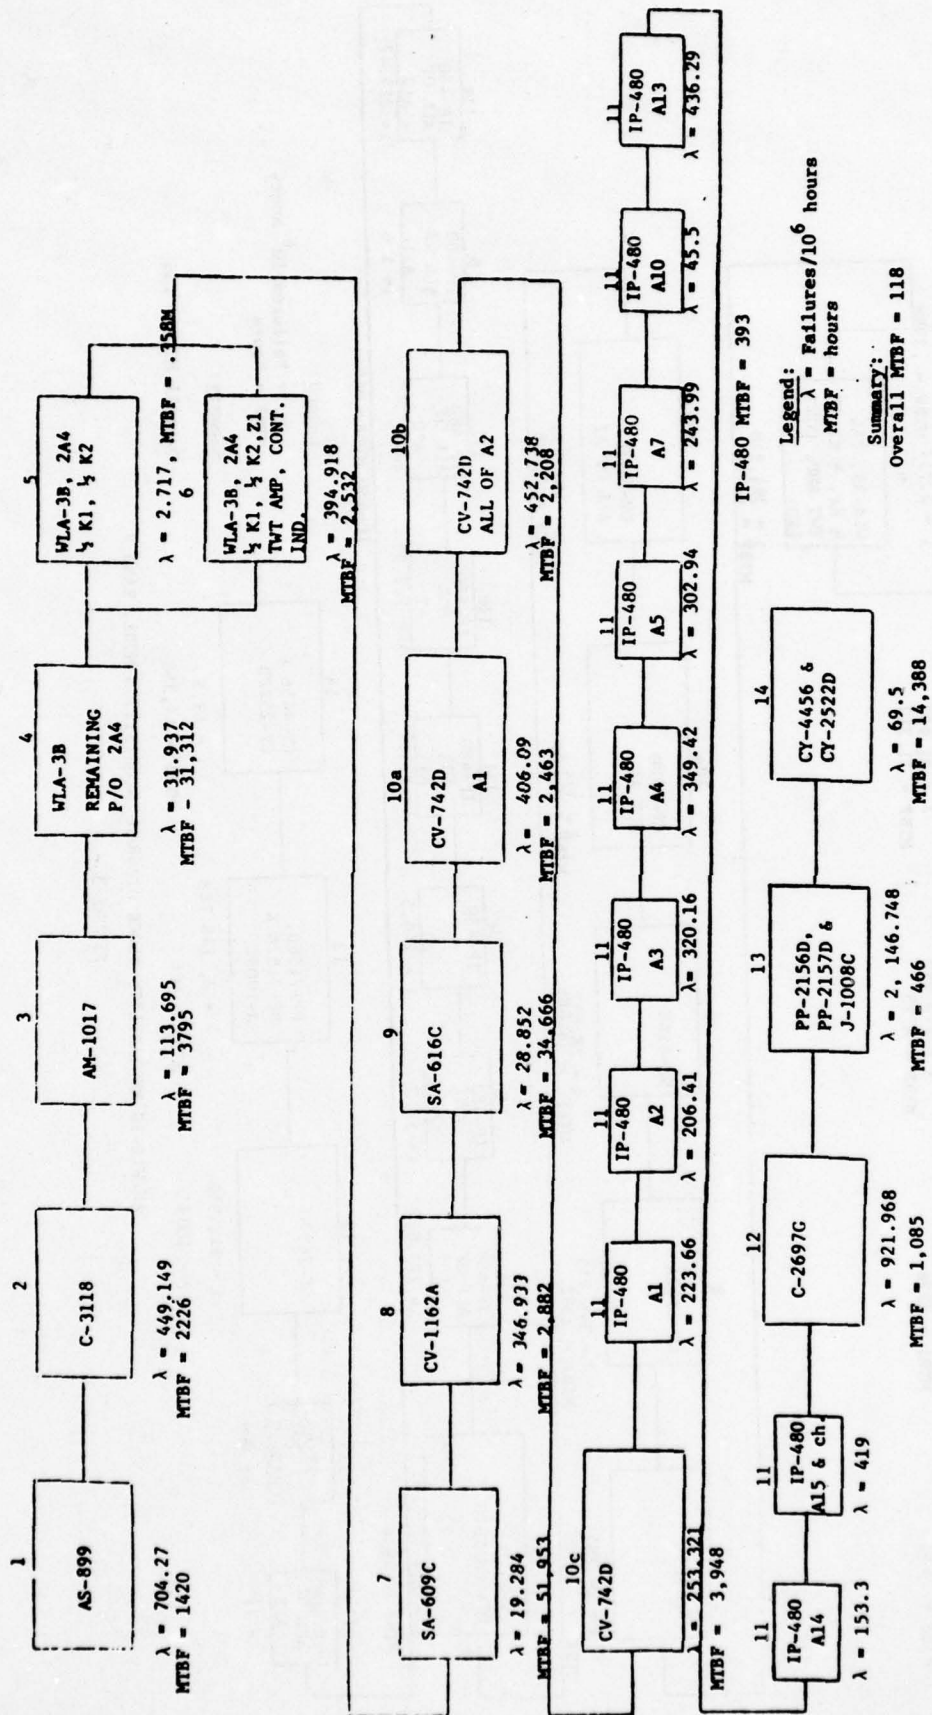 1
AS-899
λ = 704.27
MTBF = 1420
2
C-3118
λ = 449.149
MTBF = 2226
3
AM-1017
λ = 113.695
MTBF = 3795
4
WLA-3B
REMAINING
P/O 2A4
λ = 31.937
MTBF - 31,312
5
WLA-3B, 2A4
½ K1, ½ K2
λ = 2.717, MTBF = .358M
6
WLA-3B, 2A4
½ K1, ½ K2,Z1
TWT AMP, CONT.
IND.
λ = 394.918
MTBF = 2,532
7
SA-609C
λ = 19.284
MTBF = 51,953
8
CV-1162A
λ = 346.933
MTBF = 2,882
9
SA-616C
λ = 28.852
MTBF = 34,666
10a
CV-742D
A1
λ = 406.09
MTBF = 2,463
10b
CV-742D
ALL OF A2
λ = 452,738
MTBF = 2,208
10c
CV-742D
λ = 253.321
MTBF = 3,948
11
IP-480
A1
λ = 223.66
11
IP-480
A2
λ = 206.41
11
IP-480
A3
λ= 320.16
11
IP-480
A4
λ = 349.42
11
IP-480
A5
λ = 302.94
11
IP-480
A7
λ = 243.99
11
IP-480
A10
λ = 45.5
11
IP-480
A13
λ = 436.29
IP-480 MTBF = 393
11
IP-480
A14
λ = 153.3
11
IP-480
A15 & ch.
λ = 419
12
C-2697G
λ = 921.968
MTBF = 1,085
13
PP-2156D,
PP-2157D &
J-1008C
λ = 2, 146.748
MTBF = 466
14
CY-4456 &
CY-2522D
λ = 69.5
MTBF = 14,388
Legend:
λ = Failures/10⁶ hours
MTBF = hours
Summary:
Overall MTBF = 118